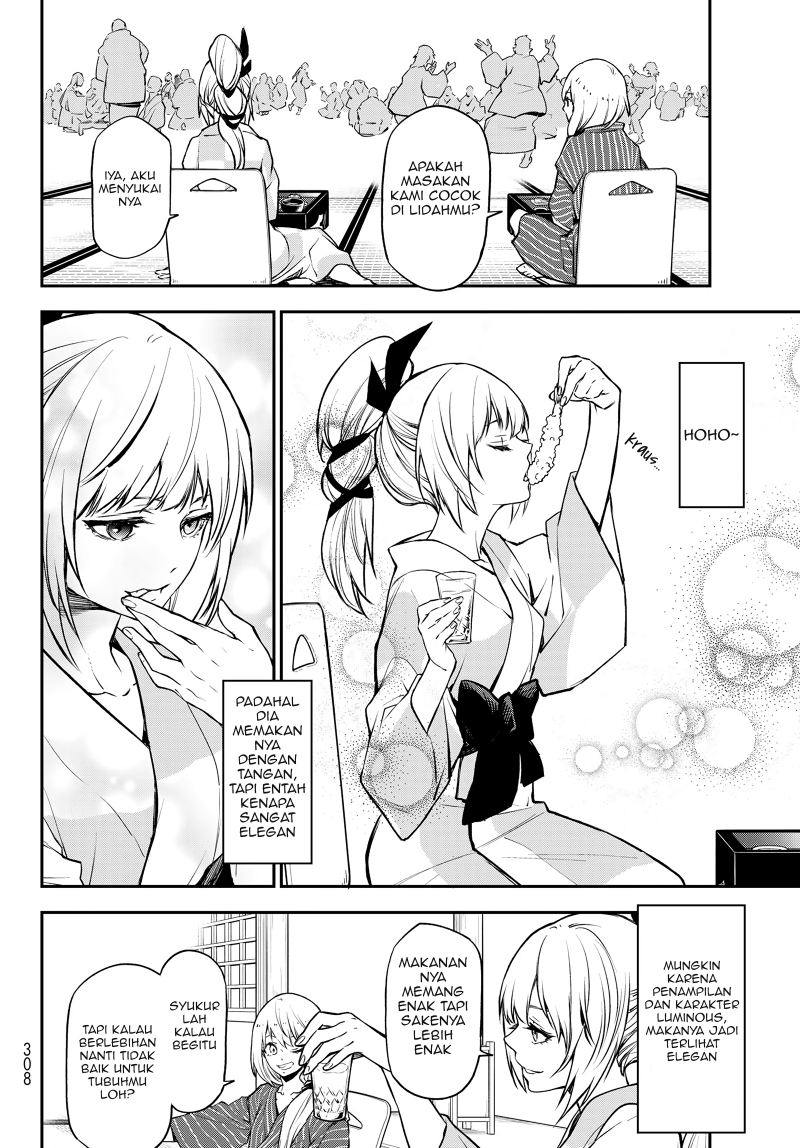 APAKAH
MASAKAN
KAMI COCOK
DI LIDAHMU?
IYA, AKU
MENYUKAI
NYA
HOHO~
kraus...
PADAHAL
DIA
MEMAKAN
NYA
DENGAN
TANGAN,
TAPI ENTAH
KENAPA
SANGAT
ELEGAN
MUNGKIN
KARENA
PENAMPILAN
DAN KARAKTER
LUMINOUS,
MAKANYA JADI
TERLIHAT
ELEGAN
MAKANAN
NYA
MEMANG
ENAK TAPI
SAKENYA
LEBIH
ENAK
SYUKUR
LAH KALAU
BEGITU
TAPI KALAU
BERLEBIHAN
NANTI TIDAK
BAIK UNTUK
TUBUHMU
LOH?
308